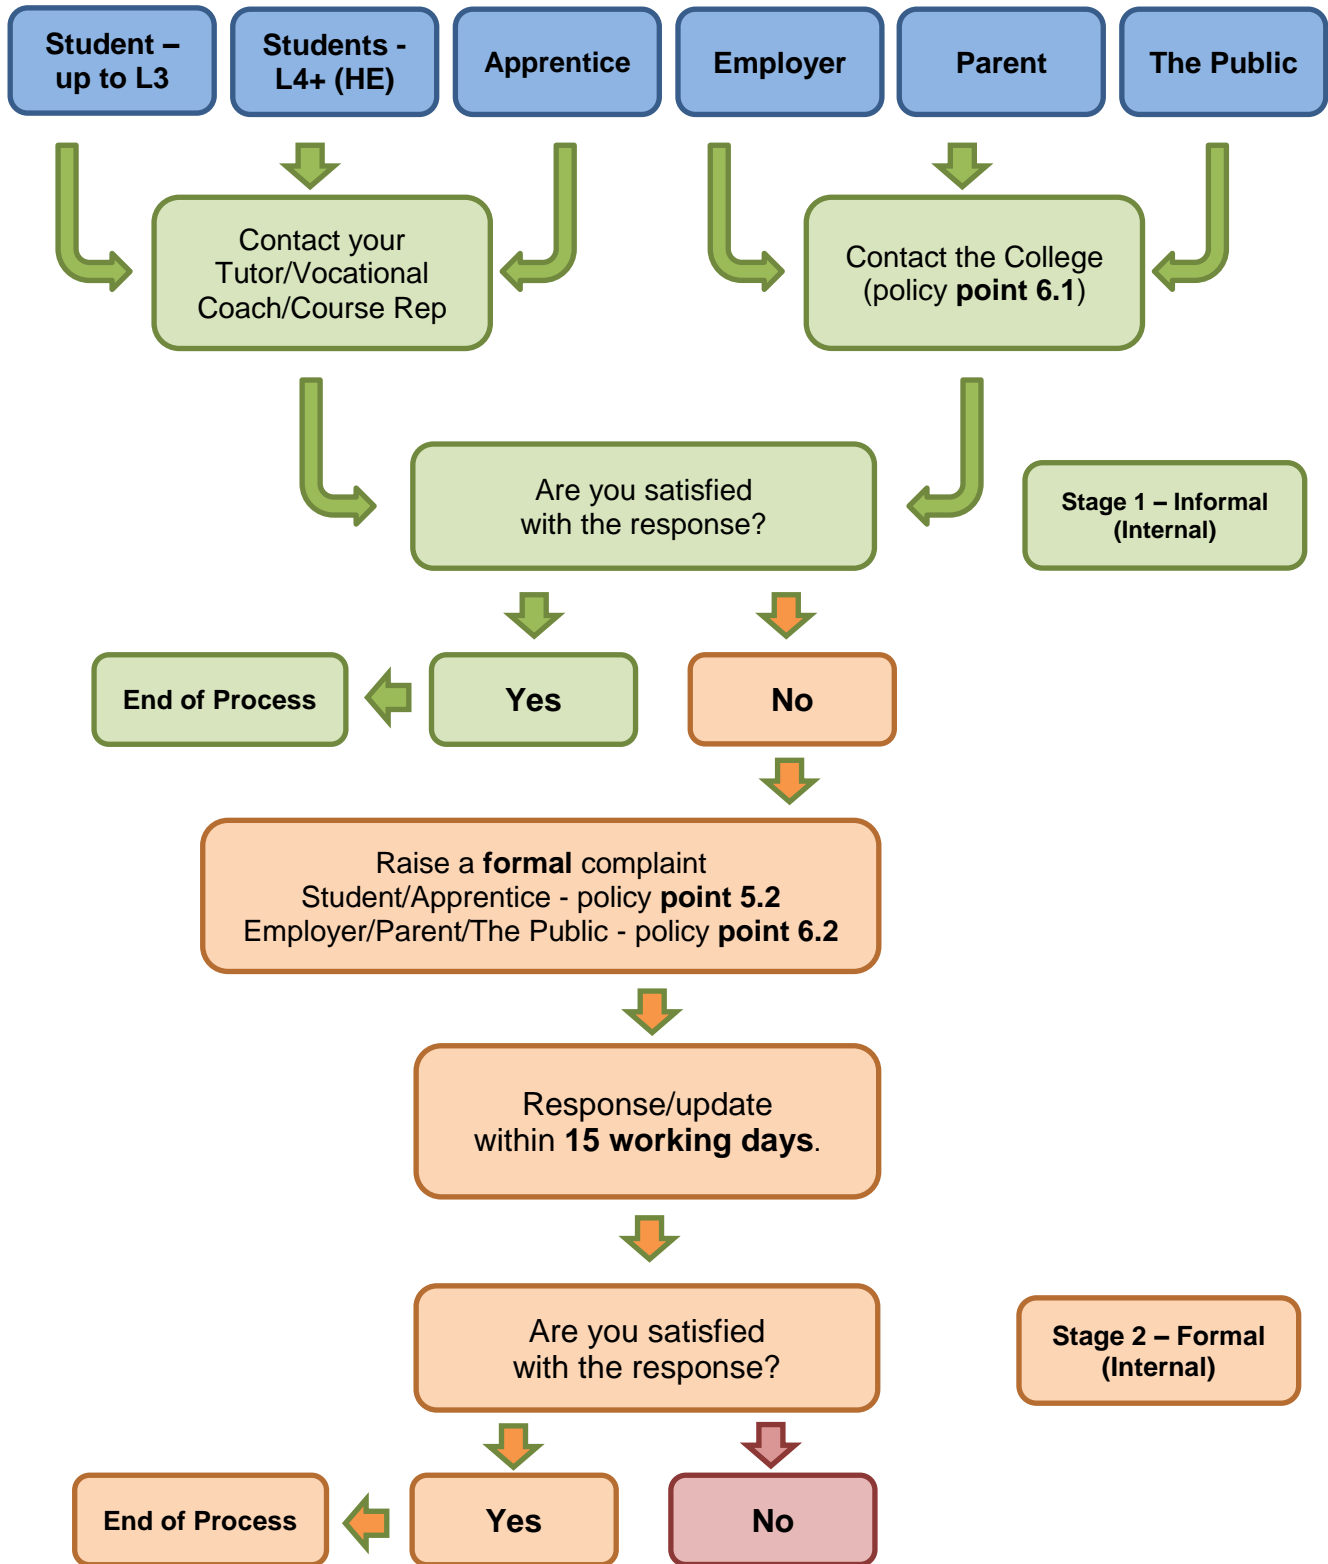 Student –
up to L3
Students -
L4+ (HE)
Apprentice
Employer
Parent
The Public
Contact your
Tutor/Vocational
Coach/Course Rep
Contact the College
(policy point 6.1)
Are you satisfied
with the response?
Stage 1 – Informal
(Internal)
End of Process
Yes
No
Raise a formal complaint
Student/Apprentice - policy point 5.2
Employer/Parent/The Public - policy point 6.2
Response/update
within 15 working days.
Are you satisfied
with the response?
Stage 2 – Formal
(Internal)
End of Process
Yes
No